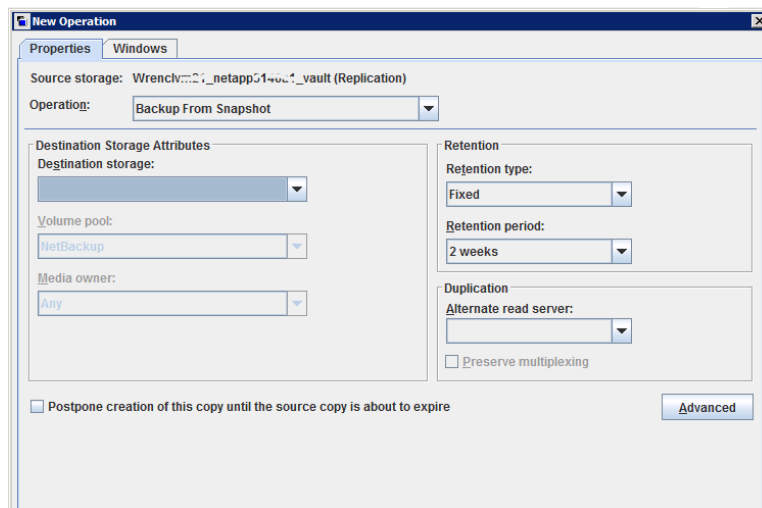 New Operation
Properties
Windows
Source storage: (Replication)
Operation:
Backup From Snapshot
Destination Storage Attributes
Destination storage:
Volume pool:
NetBackup
Media owner:
Any
Retention
Retention type:
Fixed
Retention period:
2 weeks
Duplication
Alternate read server:
Preserve multiplexing
Postpone creation of this copy until the source copy is about to expire
Advanced